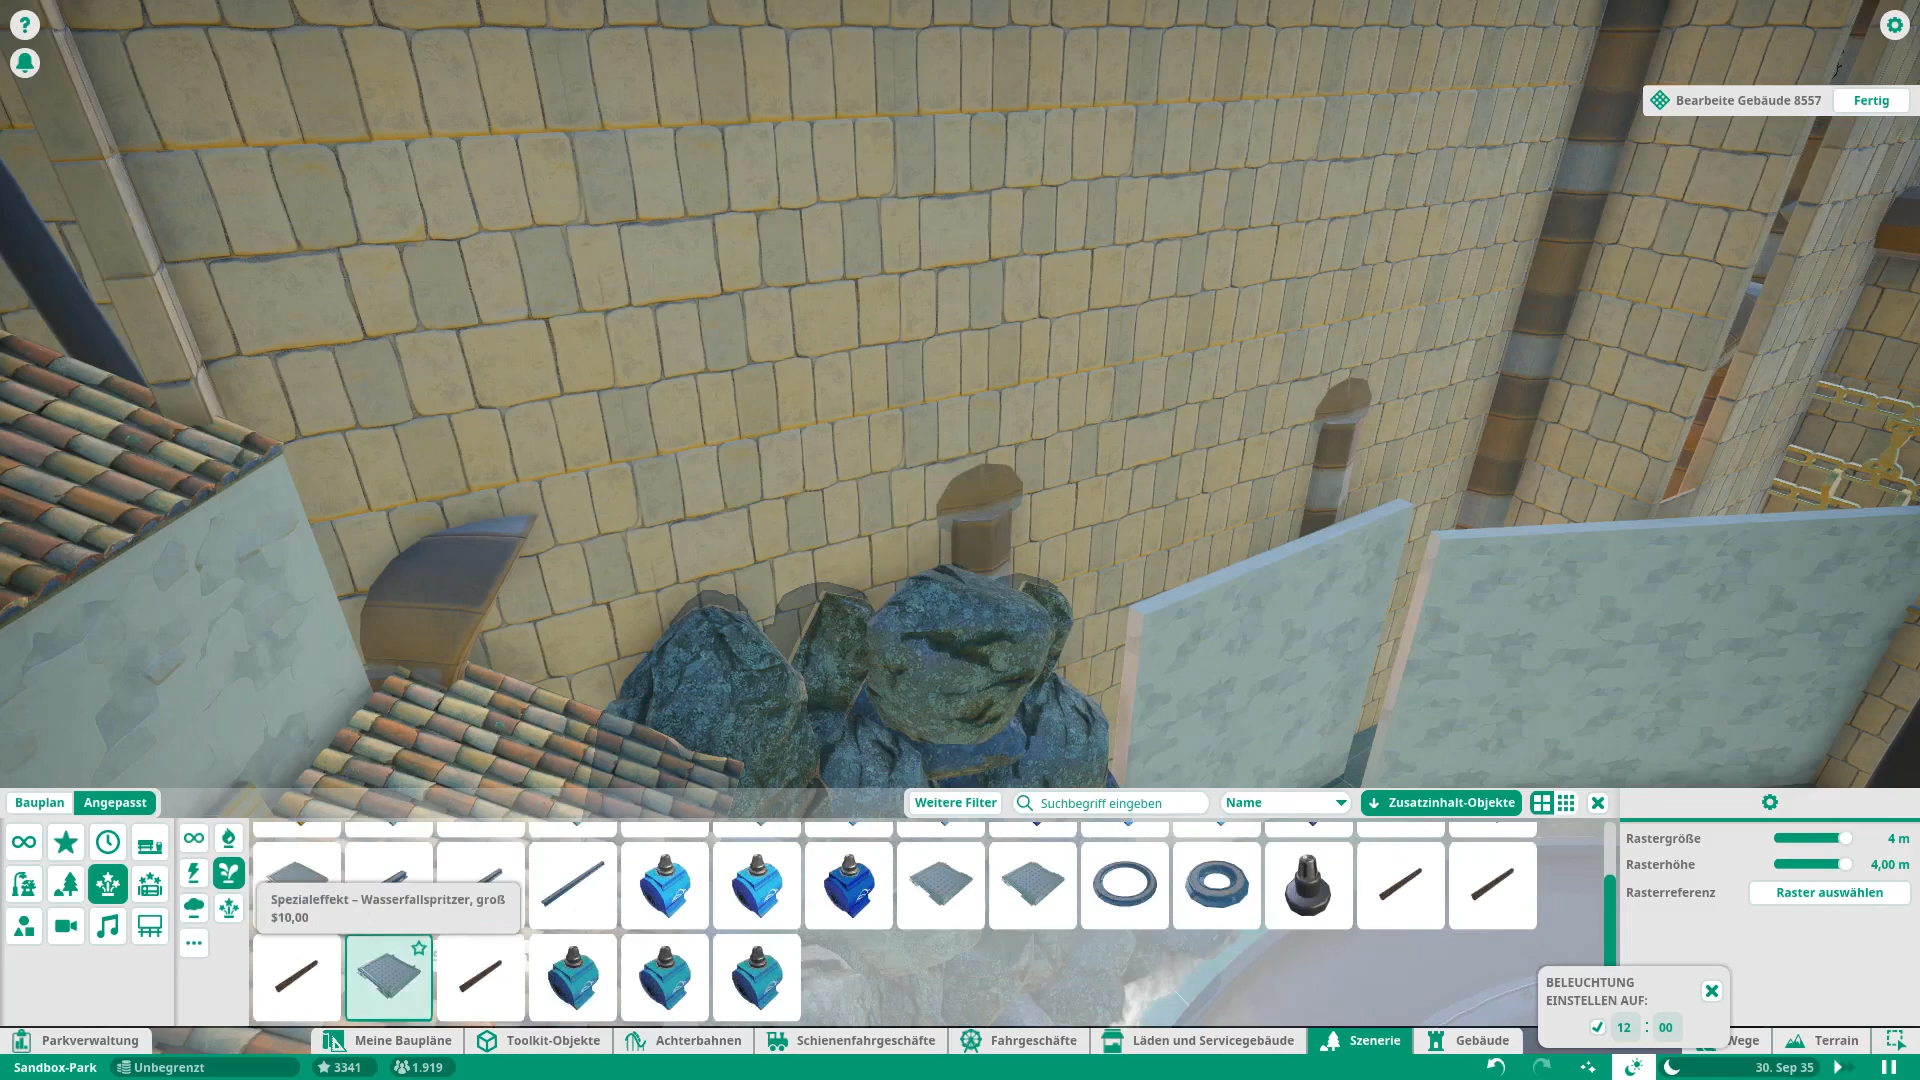 ?
Bearbeite Gebäude 8557
Fertig
Bauplan
Angepasst
Weitere Filter
Suchbegriff eingeben
Name
Zusatzinhalt-Objekte
Rastergröße
4 m
Rasterhöhe
4,00 m
Rasterreferenz
Raster auswählen
Spezialeffekt – Wasserfallspritzer, groß
$10,00
BELEUCHTUNG
EINSTELLEN AUF:
12 : 00
Parkverwaltung
Meine Baupläne
Toolkit-Objekte
Achterbahnen
Schienenfahrgeschäfte
Fahrgeschäfte
Läden und Servicegebäude
Szenerie
Gebäude
Wege
Terrain
Sandbox-Park
Unbegrenzt
3341
1.919
30. Sep 35